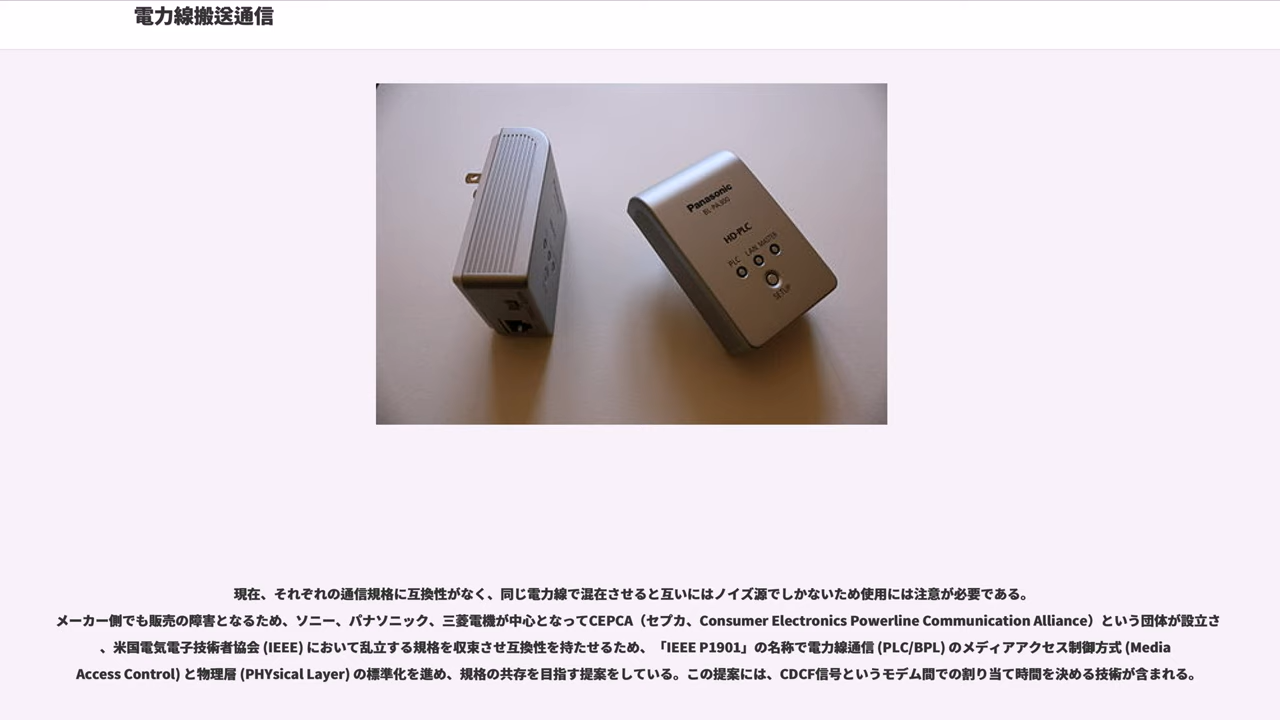 電力線搬送通信
Panasonic
BL-PA300
HD-PLC
PLC LAN MASTER
SETUP
現在、それぞれの通信規格に互換性がなく、同じ電力線で混在させると互いにはノイズ源でしかないため使用には注意が必要である。
メーカー側でも販売の障害となるため、ソニー、パナソニック、三菱電機が中心となってCEPCA（セプカ、Consumer Electronics Powerline Communication Alliance）という団体が設立さ
、米国電気電子技術者協会 (IEEE) において乱立する規格を収束させ互換性を持たせるため、「IEEE P1901」の名称で電力線通信 (PLC/BPL) のメディアアクセス制御方式 (Media
Access Control) と物理層 (PHYsical Layer) の標準化を進め、規格の共存を目指す提案をしている。この提案には、CDCF信号というモデム間での割り当て時間を決める技術が含まれる。